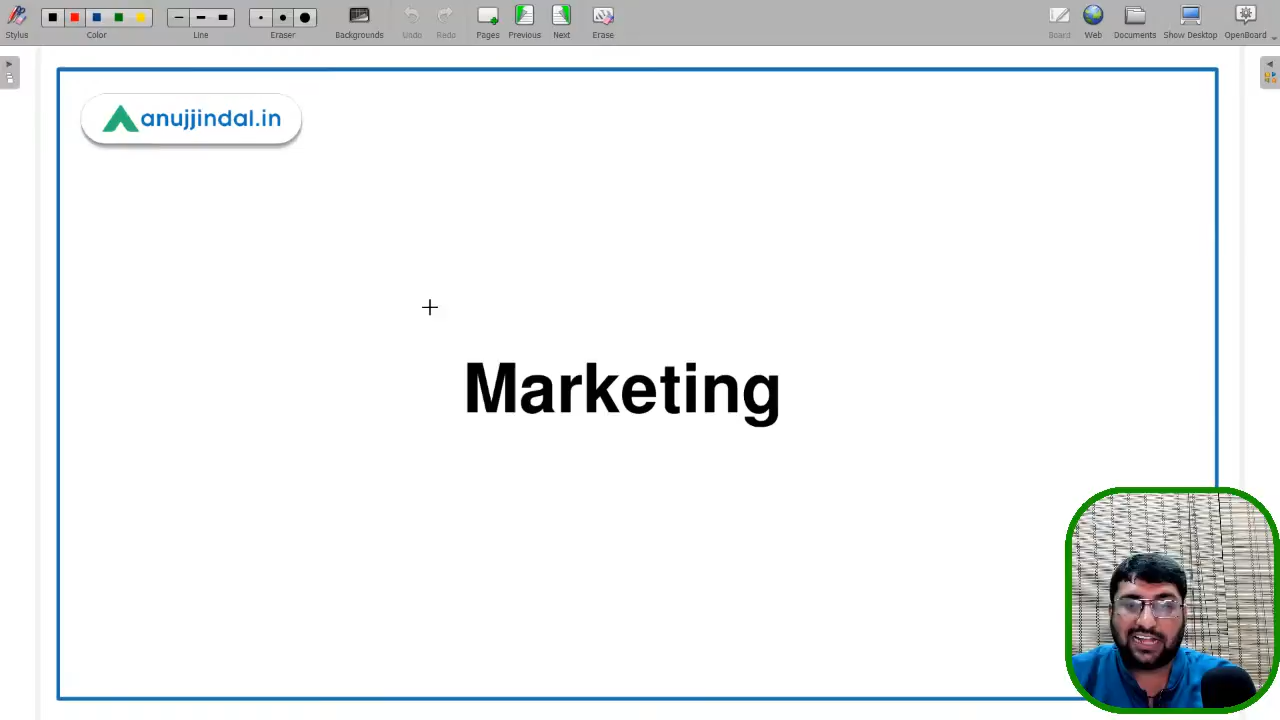 Stylus
Color
Line
Eraser
Backgrounds
Undo
Redo
Pages
Previous
Next
Erase
Board
Web
Documents
Show Desktop
OpenBoard
anujjindal.in
Marketing